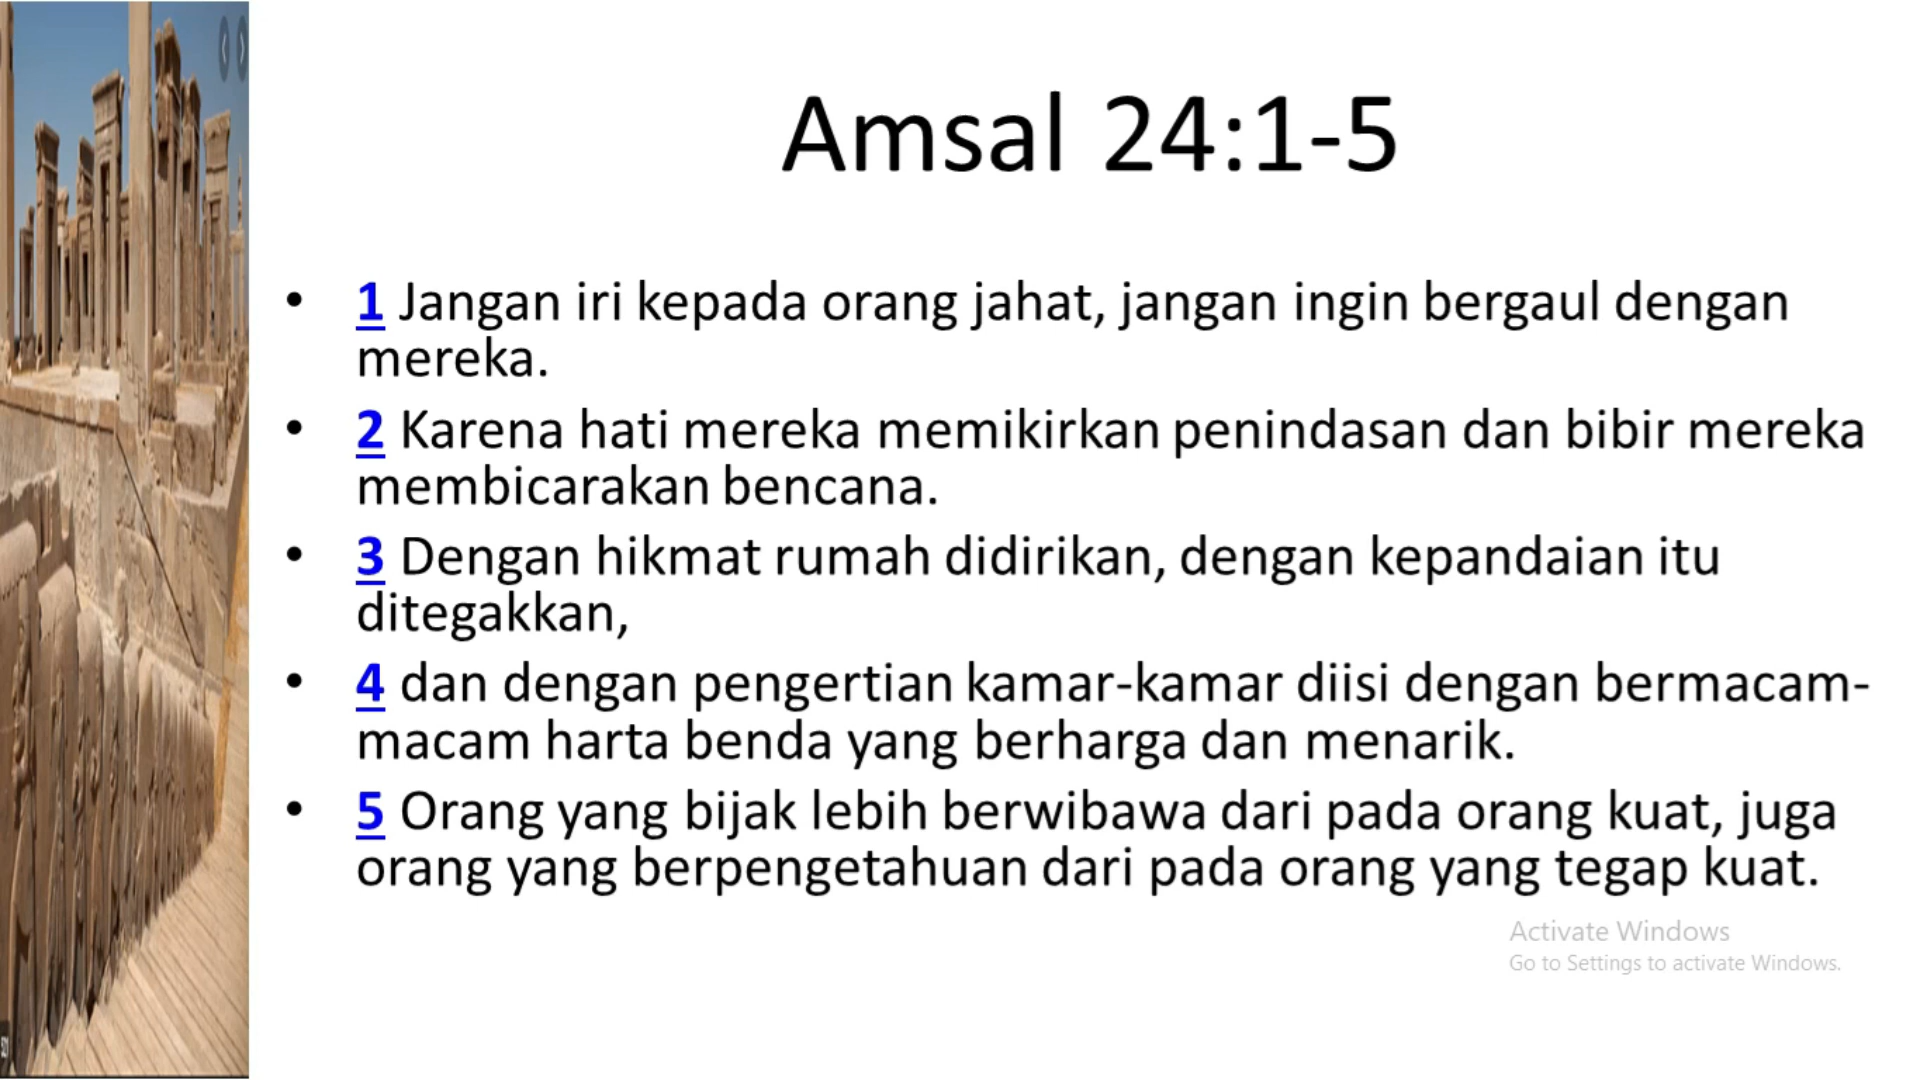 Amsal 24:1-5
• 1 Jangan iri kepada orang jahat, jangan ingin bergaul dengan
mereka.
• 2 Karena hati mereka memikirkan penindasan dan bibir mereka
membicarakan bencana.
• 3 Dengan hikmat rumah didirikan, dengan kepandaian itu
ditegakkan,
• 4 dan dengan pengertian kamar-kamar diisi dengan bermacam-
macam harta benda yang berharga dan menarik.
• 5 Orang yang bijak lebih berwibawa dari pada orang kuat, juga
orang yang berpengetahuan dari pada orang yang tegap kuat.
Activate Windows
Go to Settings to activate Windows.